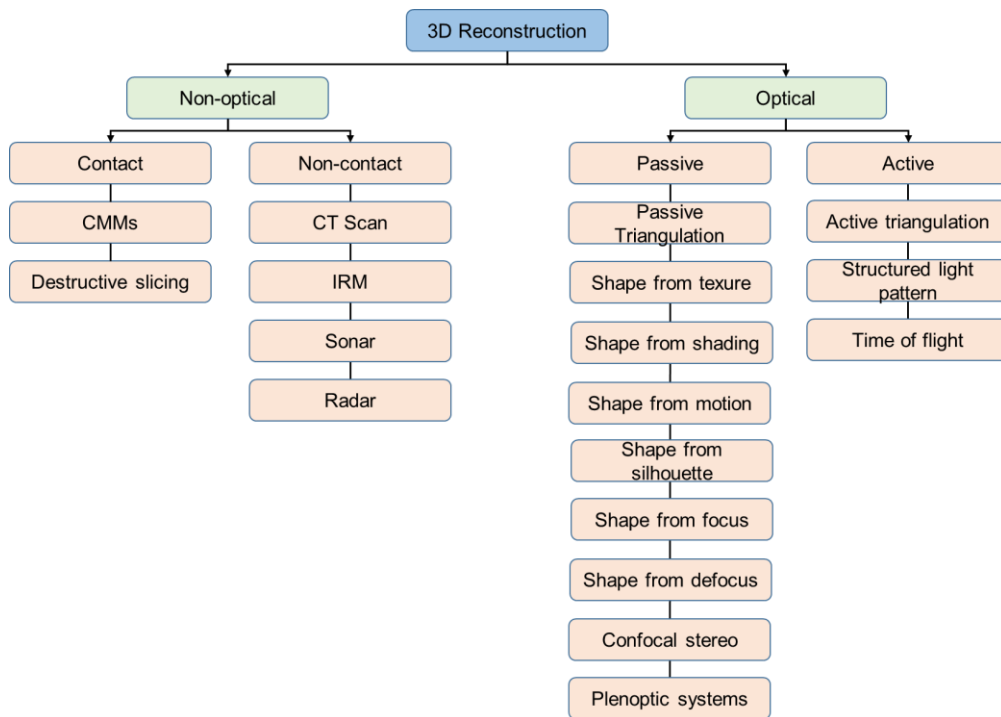 3D Reconstruction
Non-optical
Optical
Contact
Non-contact
Passive
Active
CMMs
CT Scan
Passive
Triangulation
Active triangulation
Destructive slicing
IRM
Shape from texure
Structured light
pattern
Sonar
Shape from shading
Time of flight
Radar
Shape from motion
Shape from
silhouette
Shape from focus
Shape from defocus
Confocal stereo
Plenoptic systems